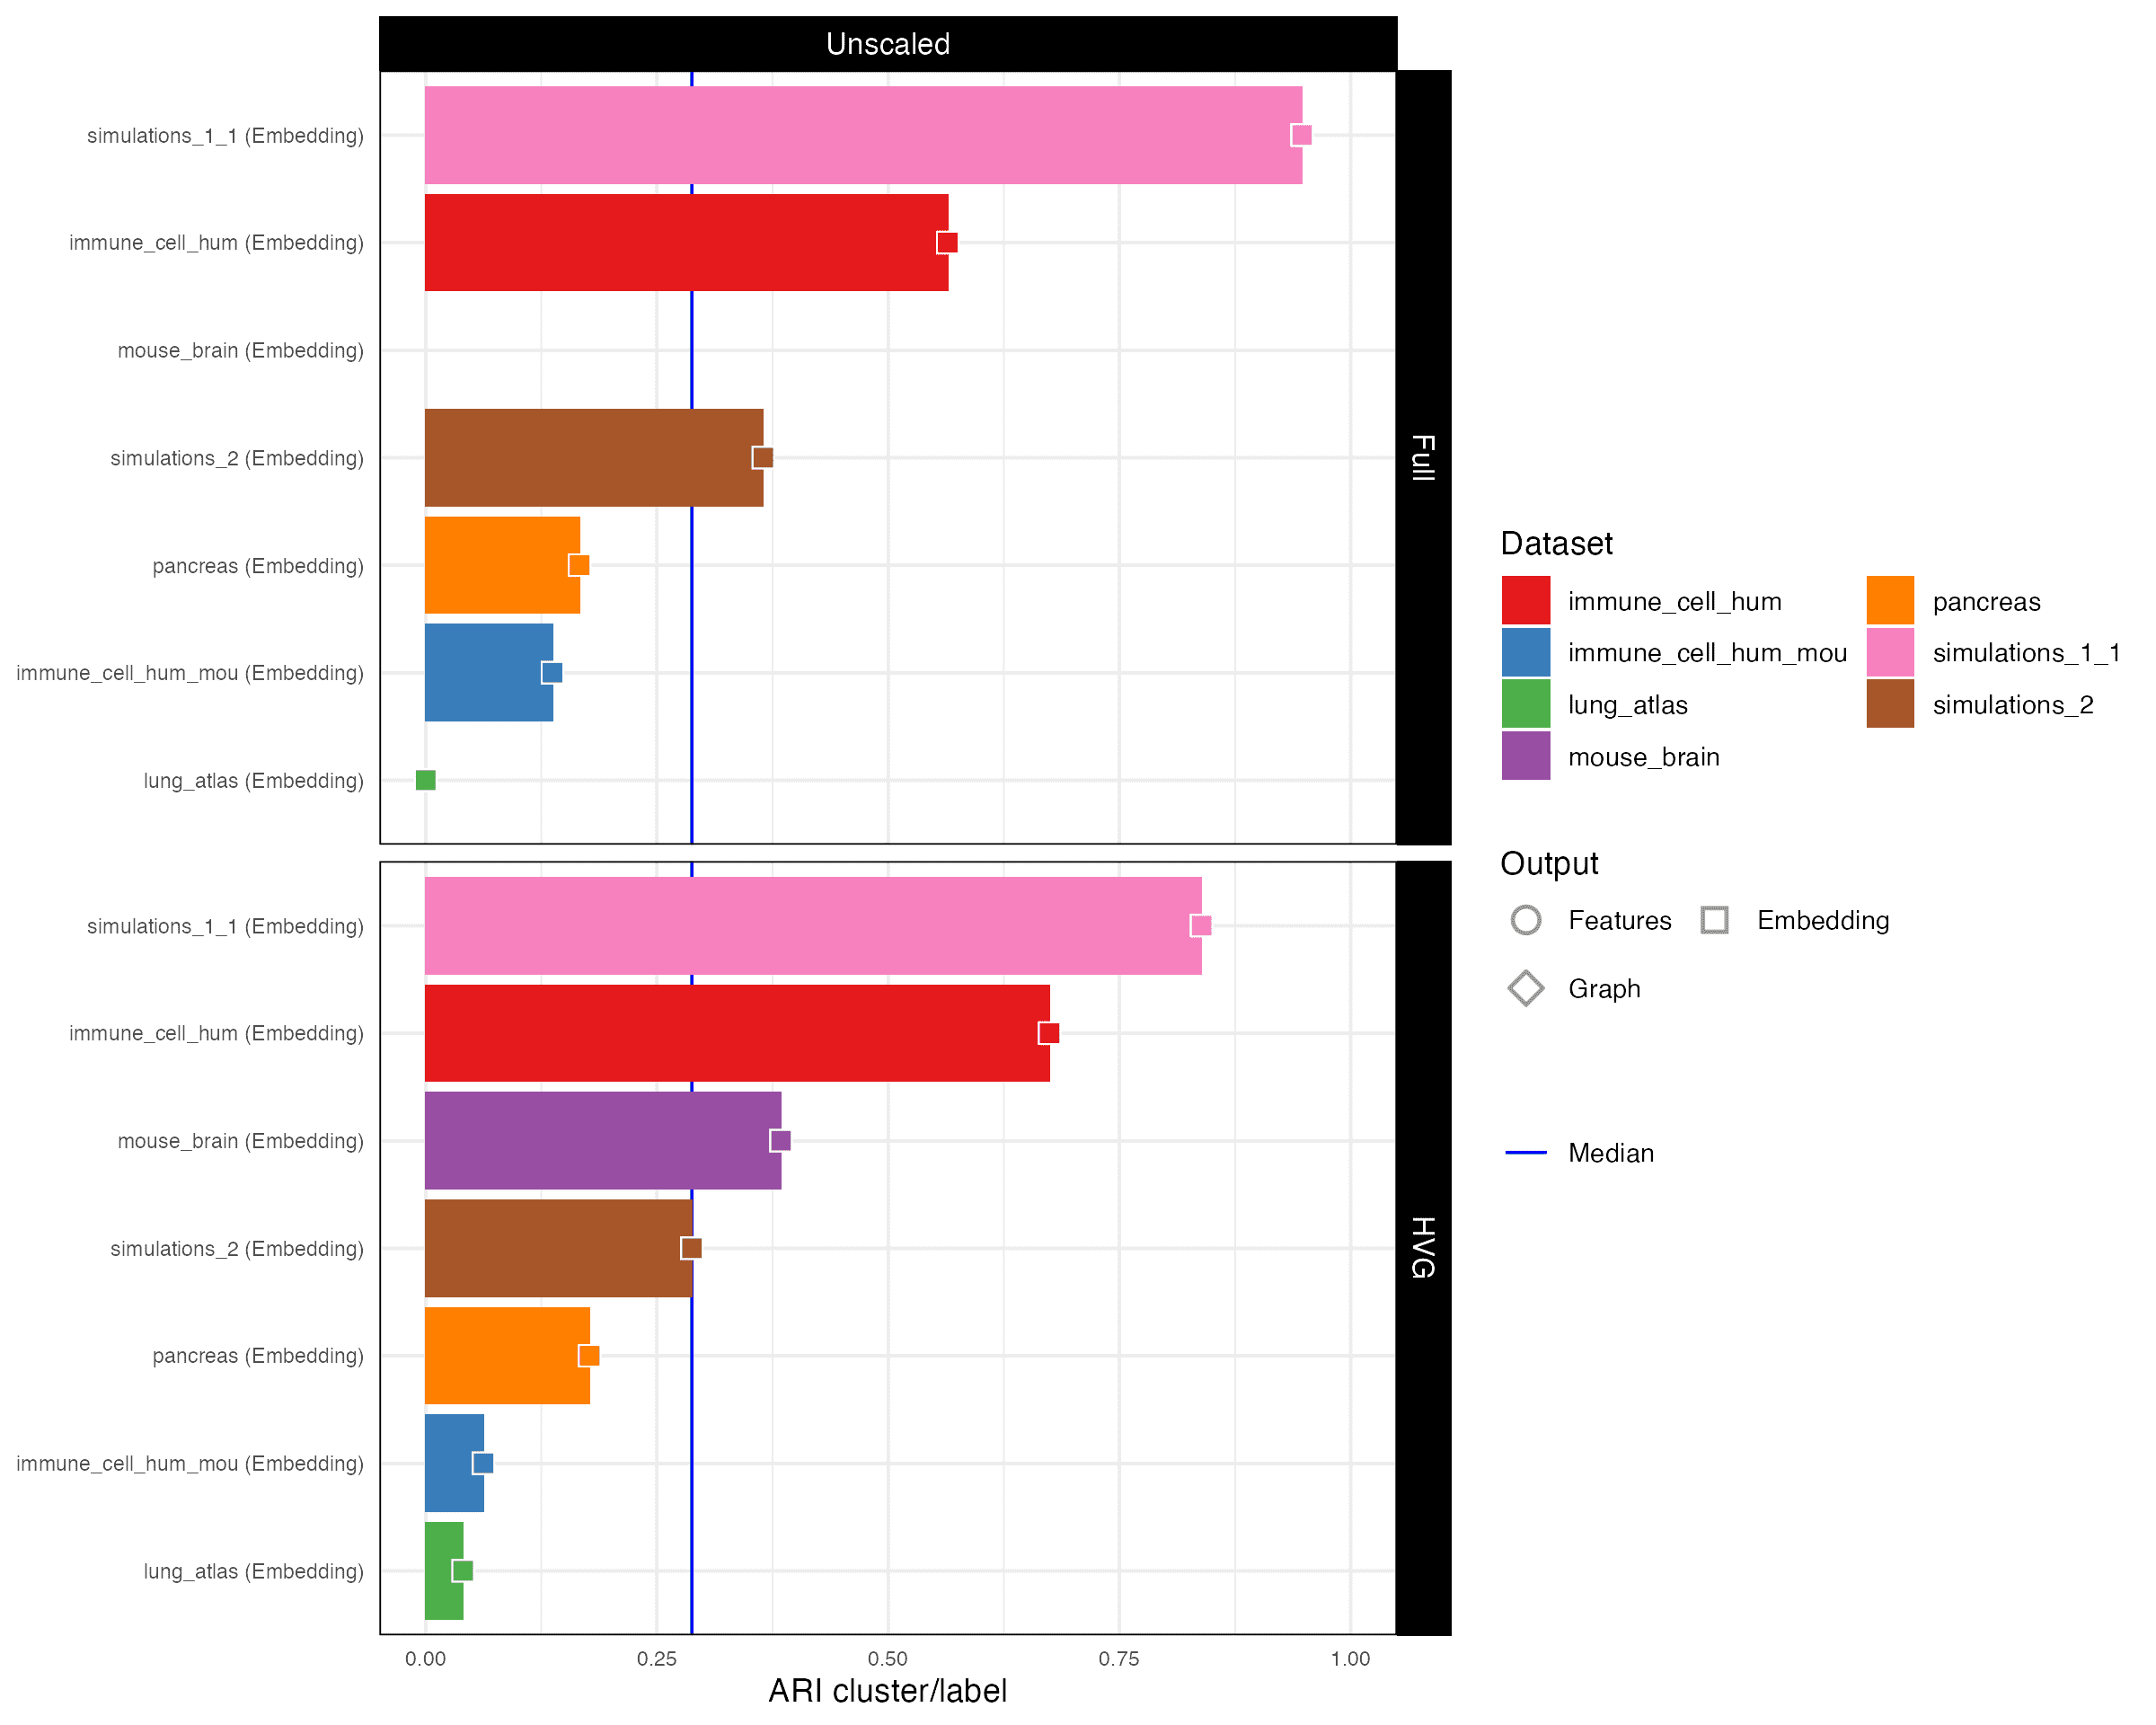 Unscaled
simulations_1_1 (Embedding)
immune_cell_hum (Embedding)
mouse_brain (Embedding)
simulations_2 (Embedding)
pancreas (Embedding)
immune_cell_hum_mou (Embedding)
lung_atlas (Embedding)
Full
simulations_1_1 (Embedding)
immune_cell_hum (Embedding)
mouse_brain (Embedding)
simulations_2 (Embedding)
pancreas (Embedding)
immune_cell_hum_mou (Embedding)
lung_atlas (Embedding)
HVG
0.00 0.25 0.50 0.75 1.00
ARI cluster/label
Dataset
immune_cell_hum pancreas
immune_cell_hum_mou simulations_1_1
lung_atlas simulations_2
mouse_brain
Output
Features Embedding
Graph
Median